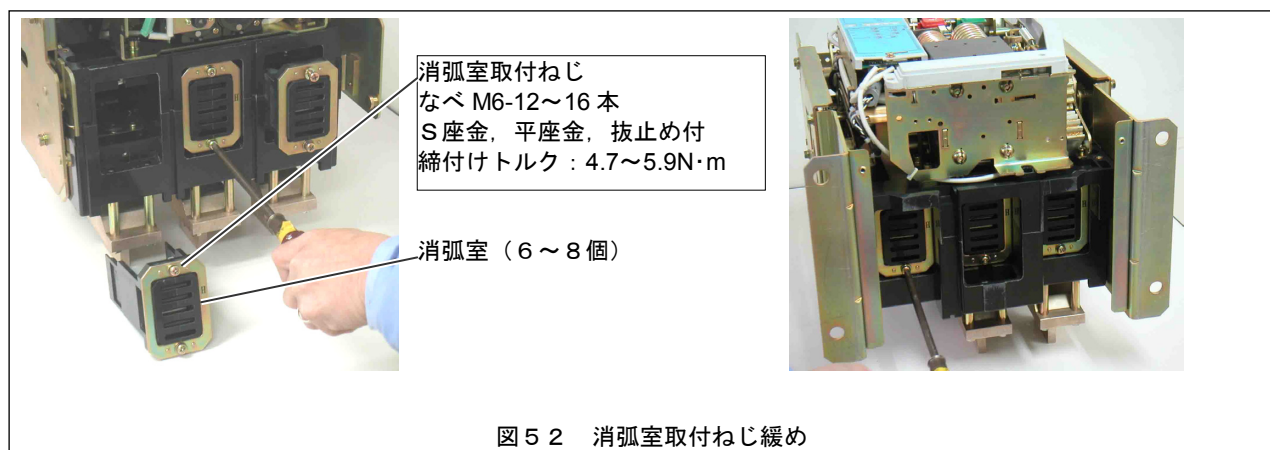 消弧室取付ねじ
なべ M6-12～16 本
Ｓ座金，平座金，抜止め付
締付けトルク：4.7～5.9N･m
消弧室（６～８個）
図５２　消弧室取付ねじ緩め